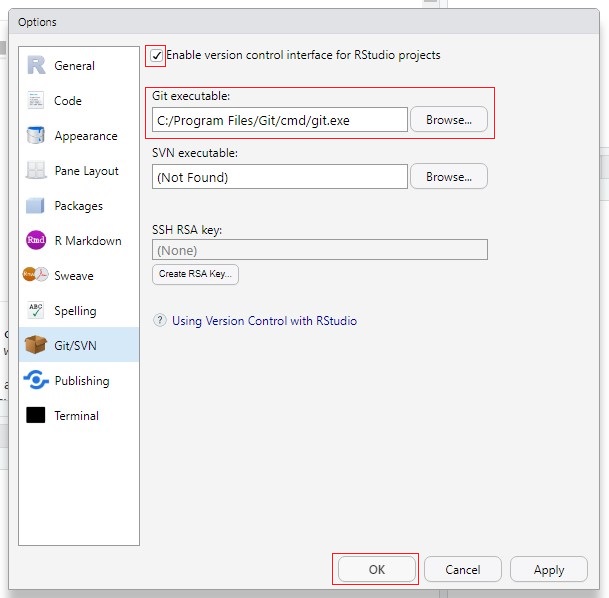 Options
General
Code
Appearance
Pane Layout
Packages
Rmd R Markdown
Sweave
ABC Spelling
Git/SVN
Publishing
Terminal
Enable version control interface for RStudio projects
Git executable:
C:/Program Files/Git/cmd/git.exe Browse...
SVN executable:
(Not Found) Browse...
SSH RSA key:
(None)
Create RSA Key...
? Using Version Control with RStudio
OK Cancel Apply